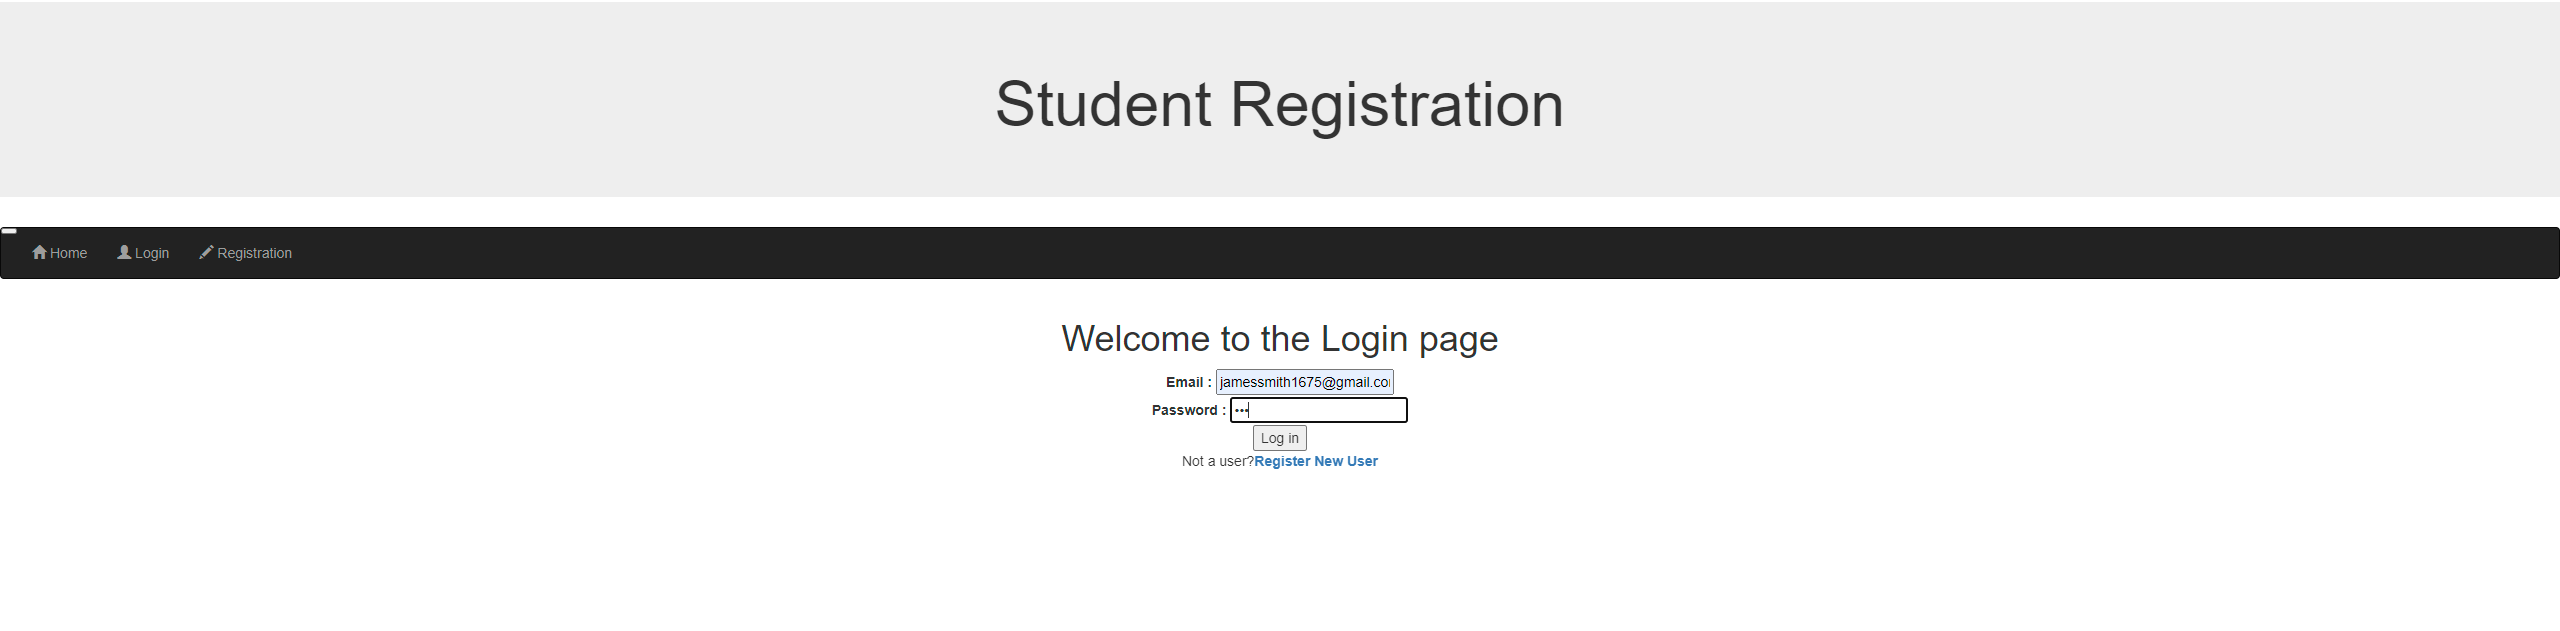 Student Registration
Home Login Registration
Welcome to the Login page
Email : jamessmith1675@gmail.co
Password : •••
Log in
Not a user?Register New User